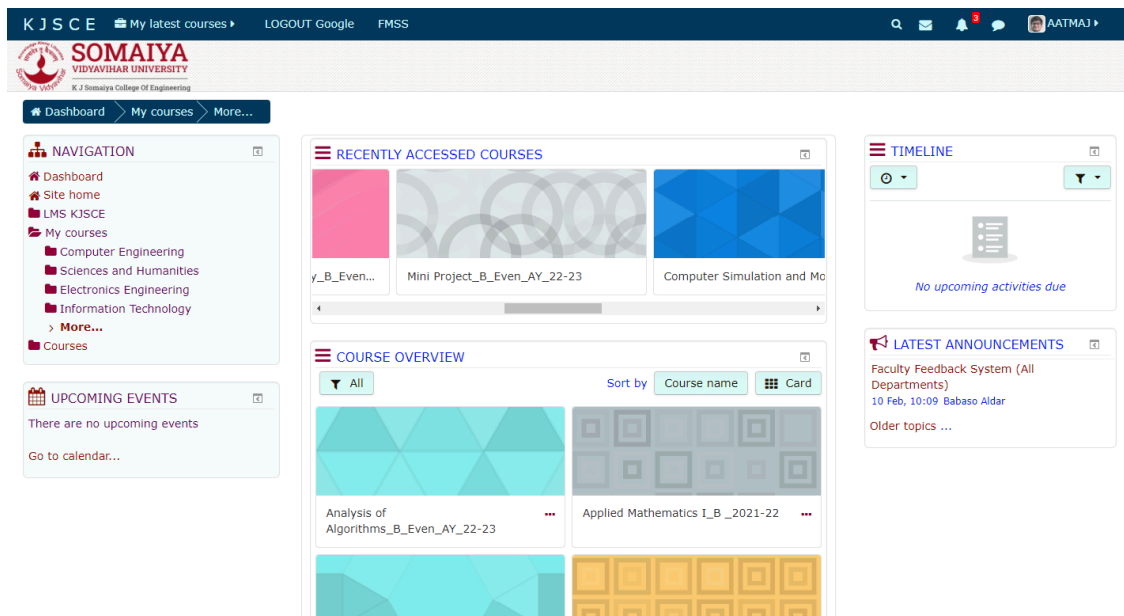 K J S C E My latest courses LOGOUT Google FMSS 3 AATMAJ
SOMAIYA
VIDYAVIHAR UNIVERSITY
K J Somaiya College Of Engineering
Dashboard My courses More...
NAVIGATION
Dashboard
Site home
LMS KJSCE
My courses
Computer Engineering
Sciences and Humanities
Electronics Engineering
Information Technology
More...
Courses
UPCOMING EVENTS
There are no upcoming events
Go to calendar...
RECENTLY ACCESSED COURSES
y_B_Even...
Mini Project_B_Even_AY_22-23
Computer Simulation and Mo
COURSE OVERVIEW
All Sort by Course name Card
Analysis of
Algorithms_B_Even_AY_22-23
Applied Mathematics I_B _2021-22
TIMELINE
No upcoming activities due
LATEST ANNOUNCEMENTS
Faculty Feedback System (All
Departments)
10 Feb, 10:09 Babaso Aldar
Older topics ...